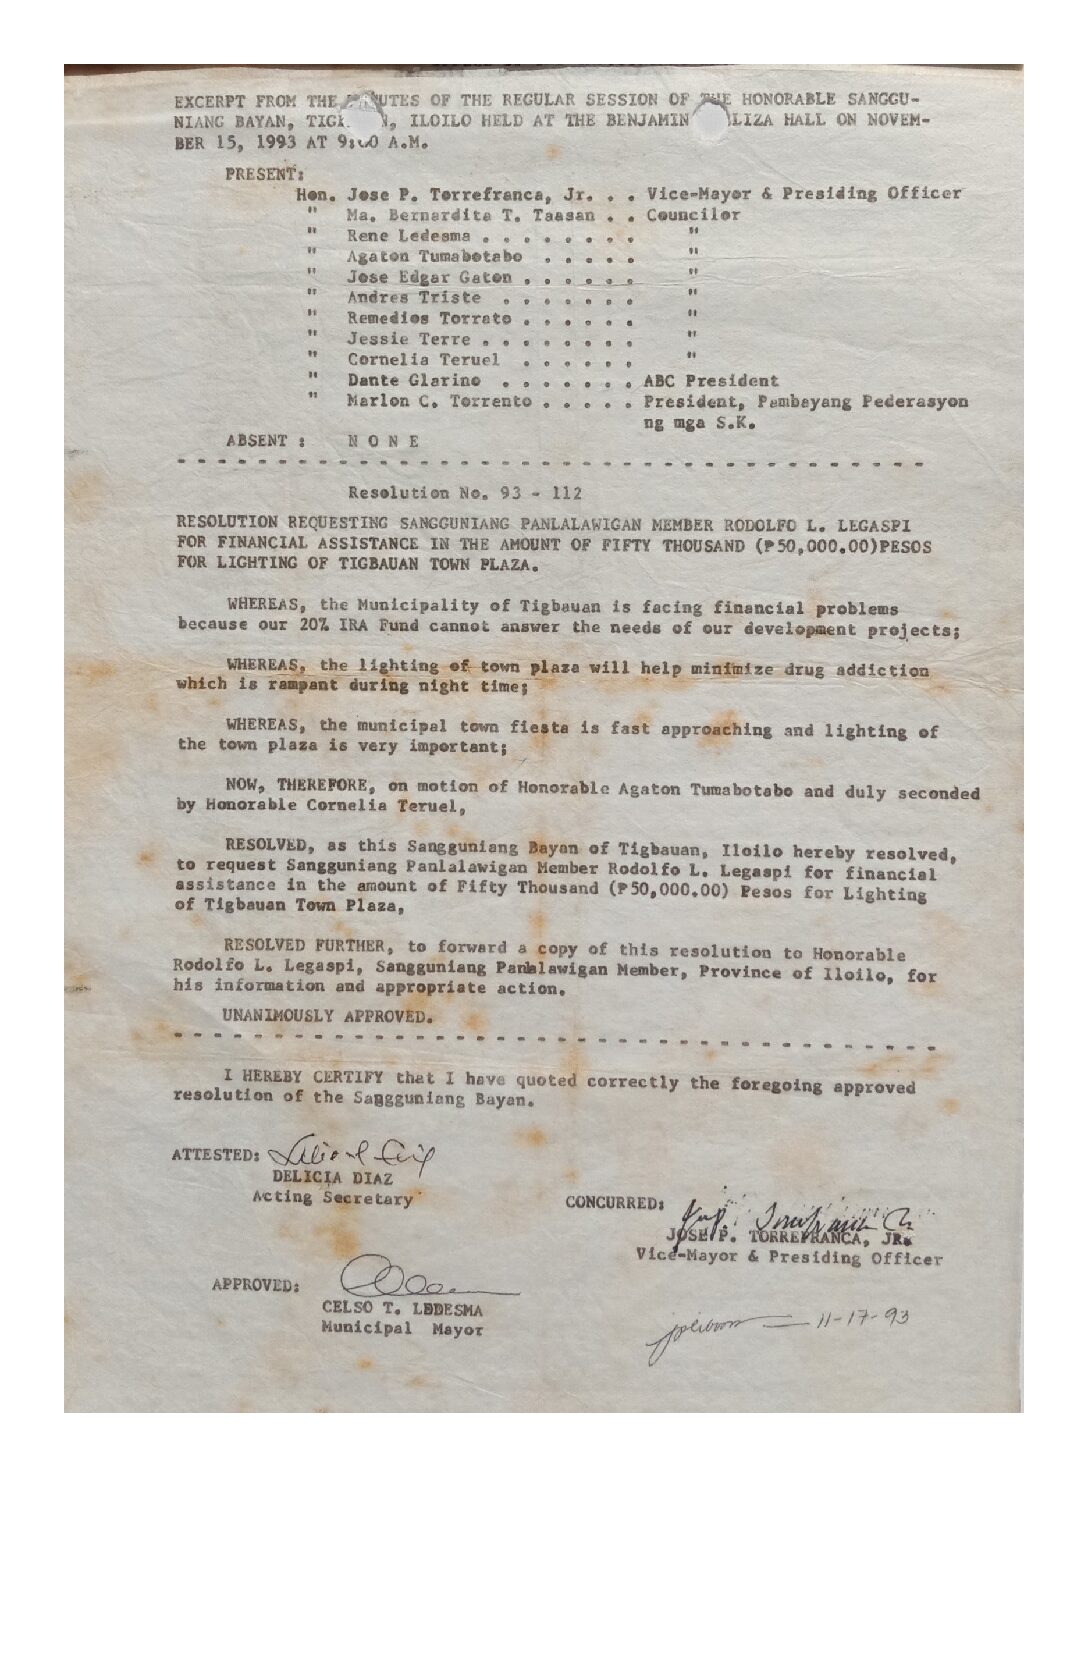 EXCERPT FROM THE MINUTES OF THE REGULAR SESSION OF THE HONORABLE SANGGU-
NIANG BAYAN, TIGBAUAN, ILOILO HELD AT THE BENJAMIN HALL ON NOVEM-
BER 15, 1993 AT 9:00 A.M.
PRESENT:
Hon. Jose P. Torrefranca, Jr. . . Vice-Mayor & Presiding Officer
" Ma. Bernardita T. Taasan . . Councilor
" Rene Ledesma . . . . . . . . "
" Agaton Tumabotabo . . . . . "
" Jose Edgar Gaton . . . . . . "
" Andres Triste . . . . . . . "
" Remedios Torrato . . . . . . "
" Jessie Terre . . . . . . . . "
" Cornelia Teruel . . . . . . "
" Dante Glarino . . . . . . . ABC President
" Marlon C. Torrento . . . . . President, Pambayang Pederasyon
ng mga S.K.
ABSENT : N O N E
- - - - - - - - - - - - - - - - - - - - - - - - - - - - - - - - - - - - -
Resolution No. 93 - 112
RESOLUTION REQUESTING SANGGUNIANG PANLALAWIGAN MEMBER RODOLFO L. LEGASPI
FOR FINANCIAL ASSISTANCE IN THE AMOUNT OF FIFTY THOUSAND (₱50,000.00)PESOS
FOR LIGHTING OF TIGBAUAN TOWN PLAZA.
WHEREAS, the Municipality of Tigbauan is facing financial problems
because our 20% IRA Fund cannot answer the needs of our development projects;
WHEREAS, the lighting of town plaza will help minimize drug addiction
which is rampant during night time;
WHEREAS, the municipal town fiesta is fast approaching and lighting of
the town plaza is very important;
NOW, THEREFORE, on motion of Honorable Agaton Tumabotabo and duly seconded
by Honorable Cornelia Teruel,
RESOLVED, as this Sangguniang Bayan of Tigbauan, Iloilo hereby resolved,
to request Sangguniang Panlalawigan Member Rodolfo L. Legaspi for financial
assistance in the amount of Fifty Thousand (₱50,000.00) Pesos for Lighting
of Tigbauan Town Plaza,
RESOLVED FURTHER, to forward a copy of this resolution to Honorable
Rodolfo L. Legaspi, Sangguniang Panlalawigan Member, Province of Iloilo, for
his information and appropriate action.
UNANIMOUSLY APPROVED.
- - - - - - - - - - - - - - - - - - - - - - - - - - - - - - - - - - - - -
I HEREBY CERTIFY that I have quoted correctly the foregoing approved
resolution of the Sangguniang Bayan.
ATTESTED:
DELICIA DIAZ
Acting Secretary
CONCURRED:
JOSE P. TORREFRANCA, JR.
Vice-Mayor & Presiding Officer
APPROVED:
CELSO T. LEDESMA
Municipal Mayor
11-17-93